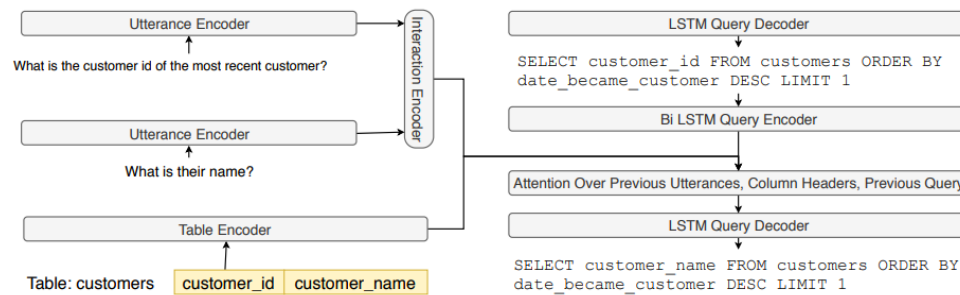 Utterance Encoder
What is the customer id of the most recent customer?
Interaction Encoder
Utterance Encoder
What is their name?
Table Encoder
Table: customers
customer_id
customer_name
LSTM Query Decoder
SELECT customer_id FROM customers ORDER BY
date_became_customer DESC LIMIT 1
Bi LSTM Query Encoder
Attention Over Previous Utterances, Column Headers, Previous Query
LSTM Query Decoder
SELECT customer_name FROM customers ORDER BY
date_became_customer DESC LIMIT 1